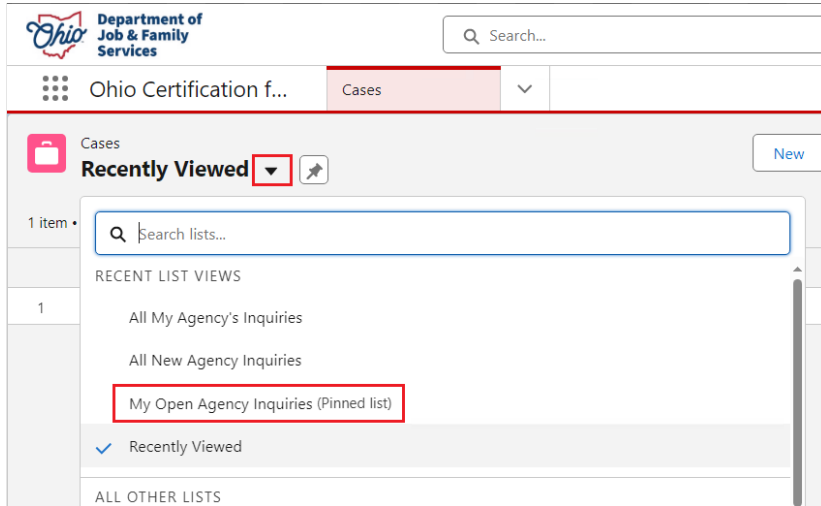 Ohio
Department of
Job & Family
Services
Search...
Ohio Certification f...
Cases
Cases
Recently Viewed
New
1 item •
Search lists...
RECENT LIST VIEWS
1
All My Agency's Inquiries
All New Agency Inquiries
My Open Agency Inquiries (Pinned list)
Recently Viewed
ALL OTHER LISTS